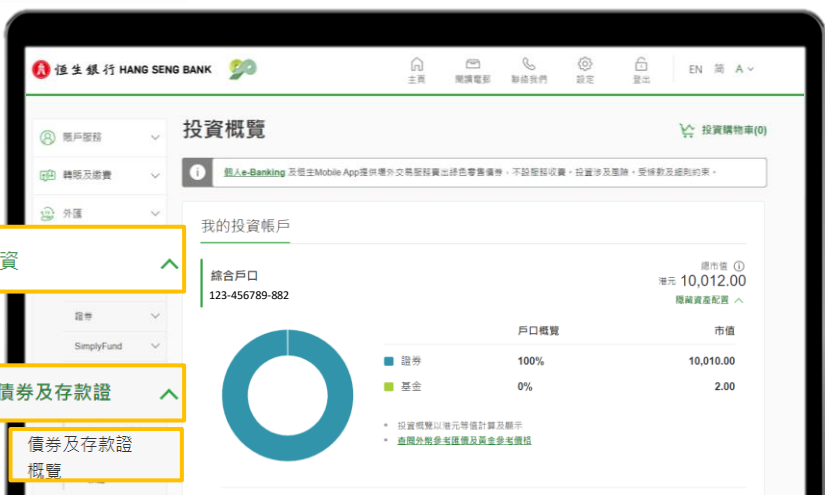 恒生銀行 HANG SENG BANK
主頁
閱讀電郵
聯絡我們
設定
登出
EN 简 A
賬戶服務
轉賬及繳費
外匯
資
證券
SimplyFund
債券及存款證
債券及存款證
概覽
投資概覽
投資購物車(0)
個人e-Banking 及恒生Mobile App提供場外交易服務賣出綠色零售債券，不設服務收費。投資涉及風險。受條款及細則約束。
我的投資帳戶
綜合戶口
123-456789-882
總市值
港元 10,012.00
隱藏資產配置
戶口概覽 市值
證券 100% 10,010.00
基金 0% 2.00
投資概覽以港元等值計算及顯示
查閱外幣參考匯價及黃金參考價格